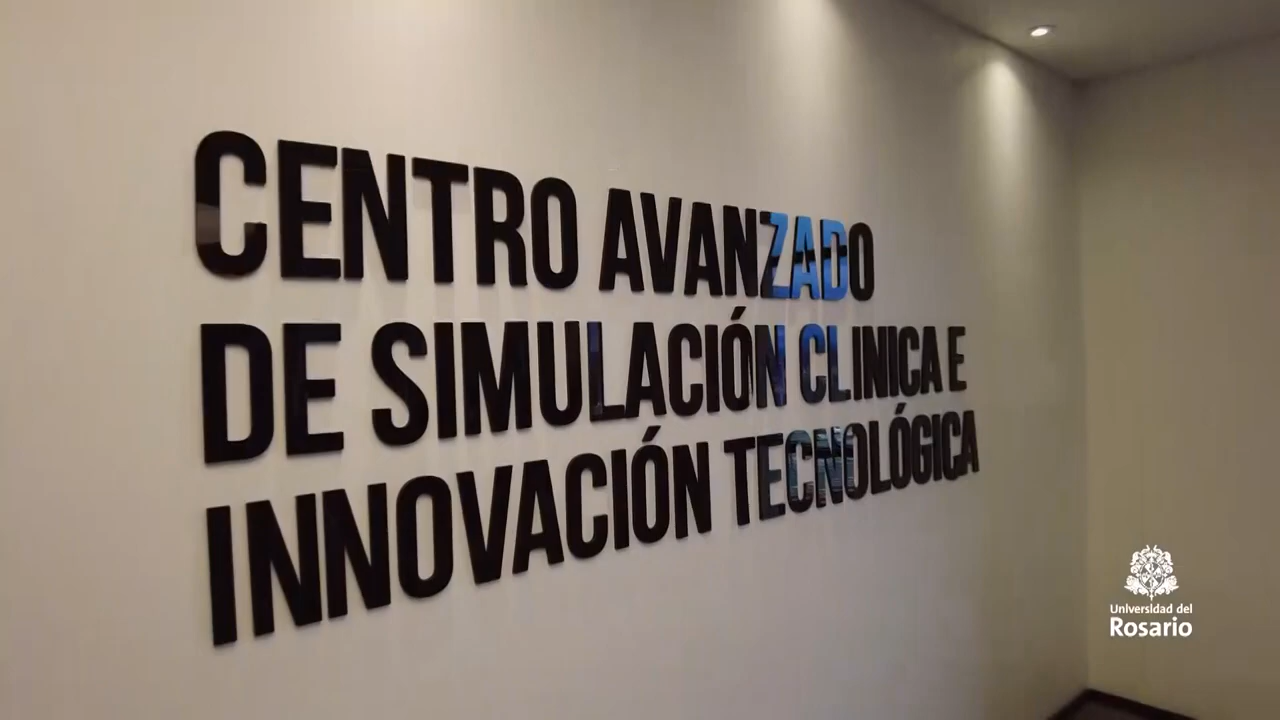 CENTRO AVANZADO
DE SIMULACIÓN CLINICA E
INNOVACIÓN TECNOLÓGICA
Universidad del
Rosario